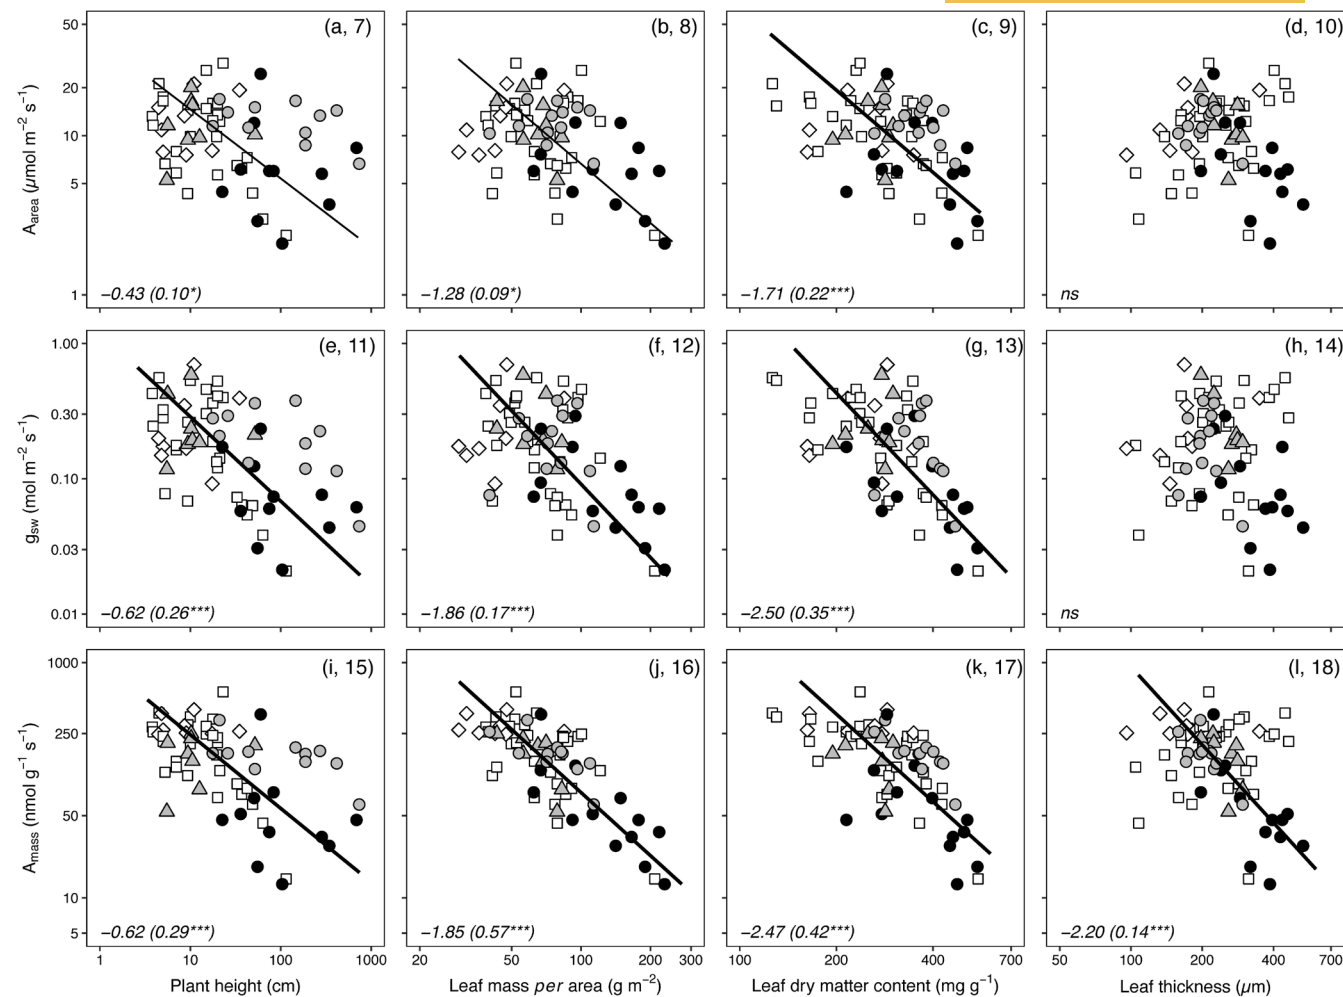 50
20
10
5
1
A_area (µmol m⁻² s⁻¹)
(a, 7)
−0.43 (0.10*)
(b, 8)
−1.28 (0.09*)
(c, 9)
−1.71 (0.22***)
(d, 10)
ns
1.00
0.30
0.10
0.03
0.01
g_sw (mol m⁻² s⁻¹)
(e, 11)
−0.62 (0.26***)
(f, 12)
−1.86 (0.17***)
(g, 13)
−2.50 (0.35***)
(h, 14)
ns
1000
250
50
10
5
A_mass (nmol g⁻¹ s⁻¹)
(i, 15)
−0.62 (0.29***)
(j, 16)
−1.85 (0.57***)
(k, 17)
−2.47 (0.42***)
(l, 18)
−2.20 (0.14***)
1 10 100 1000
20 50 100 200 300
100 200 400 700
50 100 200 400 700
Plant height (cm)
Leaf mass per area (g m⁻²)
Leaf dry matter content (mg g⁻¹)
Leaf thickness (µm)